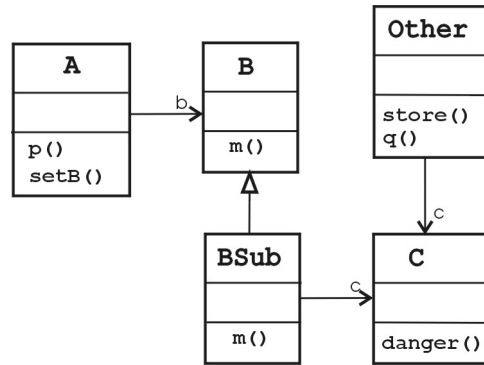 A
p()
setB()
b
B
m()
Other
store()
q()
c
BSub
m()
c
C
danger()